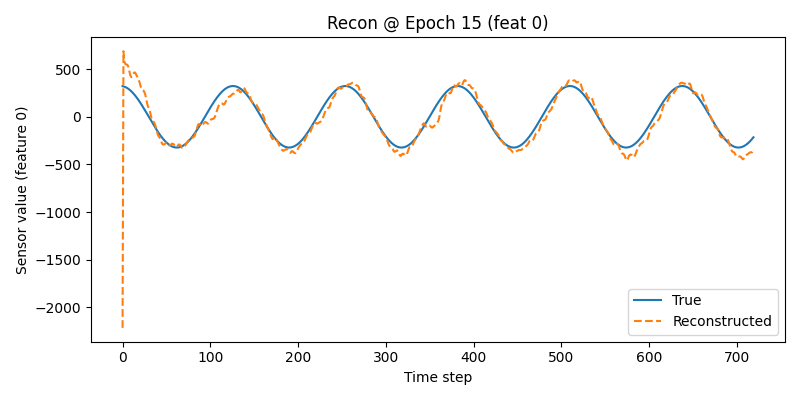 Recon @ Epoch 15 (feat 0)
Sensor value (feature 0)
500
0
−500
−1000
−1500
−2000
0 100 200 300 400 500 600 700
Time step
True
Reconstructed